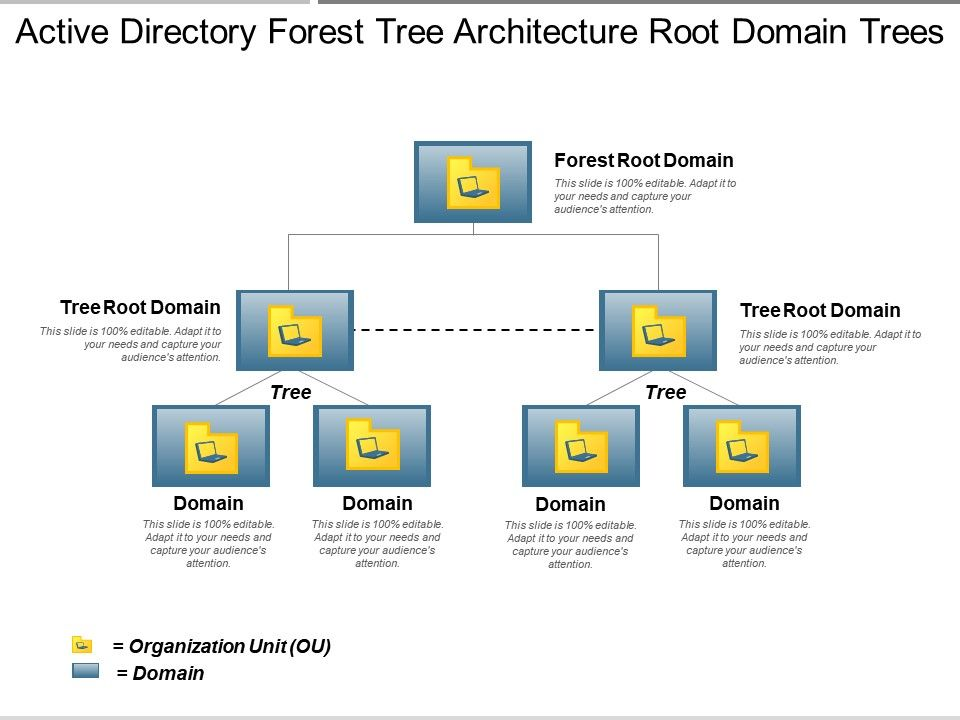 Active Directory Forest Tree Architecture Root Domain Trees
Forest Root Domain
This slide is 100% editable. Adapt it to
your needs and capture your
audience's attention.
Tree Root Domain
This slide is 100% editable. Adapt it to
your needs and capture your
audience's attention.
Tree Root Domain
This slide is 100% editable. Adapt it to
your needs and capture your
audience's attention.
Tree
Tree
Domain
This slide is 100% editable.
Adapt it to your needs and
capture your audience's
attention.
Domain
This slide is 100% editable.
Adapt it to your needs and
capture your audience's
attention.
Domain
This slide is 100% editable.
Adapt it to your needs and
capture your audience's
attention.
Domain
This slide is 100% editable.
Adapt it to your needs and
capture your audience's
attention.
= Organization Unit (OU)
= Domain